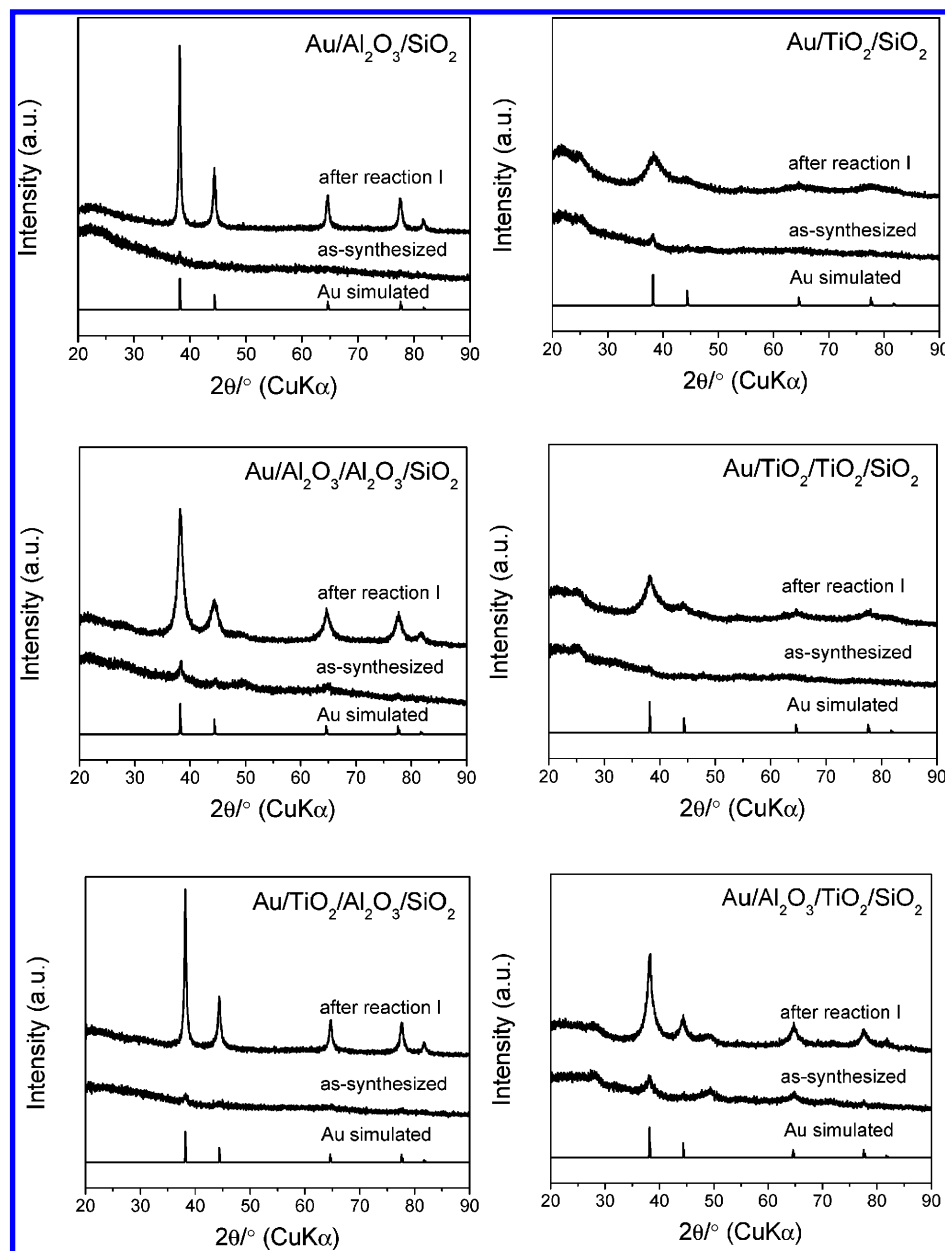 Au/Al₂O₃/SiO₂
Intensity (a.u.)
after reaction I
as-synthesized
Au simulated
20 30 40 50 60 70 80 90
2θ/° (CuKα)
Au/TiO₂/SiO₂
Intensity (a.u.)
after reaction I
as-synthesized
Au simulated
20 30 40 50 60 70 80 90
2θ/° (CuKα)
Au/Al₂O₃/Al₂O₃/SiO₂
Intensity (a.u.)
after reaction I
as-synthesized
Au simulated
20 30 40 50 60 70 80 90
2θ/° (CuKα)
Au/TiO₂/TiO₂/SiO₂
Intensity (a.u.)
after reaction I
as-synthesized
Au simulated
20 30 40 50 60 70 80 90
2θ/° (CuKα)
Au/TiO₂/Al₂O₃/SiO₂
Intensity (a.u.)
after reaction I
as-synthesized
Au simulated
20 30 40 50 60 70 80 90
2θ/° (CuKα)
Au/Al₂O₃/TiO₂/SiO₂
Intensity (a.u.)
after reaction I
as-synthesized
Au simulated
20 30 40 50 60 70 80 90
2θ/° (CuKα)